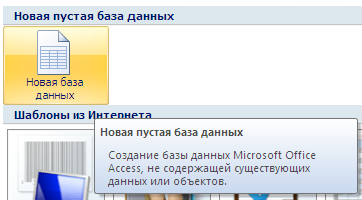 Новая пустая база данных
Новая база
данных
Шаблоны из Интернета
Новая пустая база данных
Создание базы данных Microsoft Office
Access, не содержащей существующих
данных или объектов.